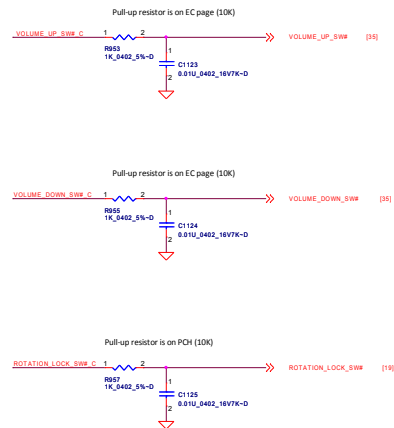 Pull-up resistor is on EC page (10K)
VOLUME_UP_SW#_C 1 2 VOLUME_UP_SW# [35]
R953 1
1K_0402_5%~D C1123
0.01U_0402_16V7K~D
2
Pull-up resistor is on EC page (10K)
VOLUME_DOWN_SW#_C 1 2 VOLUME_DOWN_SW# [35]
R955 1
1K_0402_5%~D C1124
0.01U_0402_16V7K~D
2
Pull-up resistor is on PCH (10K)
ROTATION_LOCK_SW#_C 1 2 ROTATION_LOCK_SW# [19]
R957 1
1K_0402_5%~D C1125
0.01U_0402_16V7K~D
2